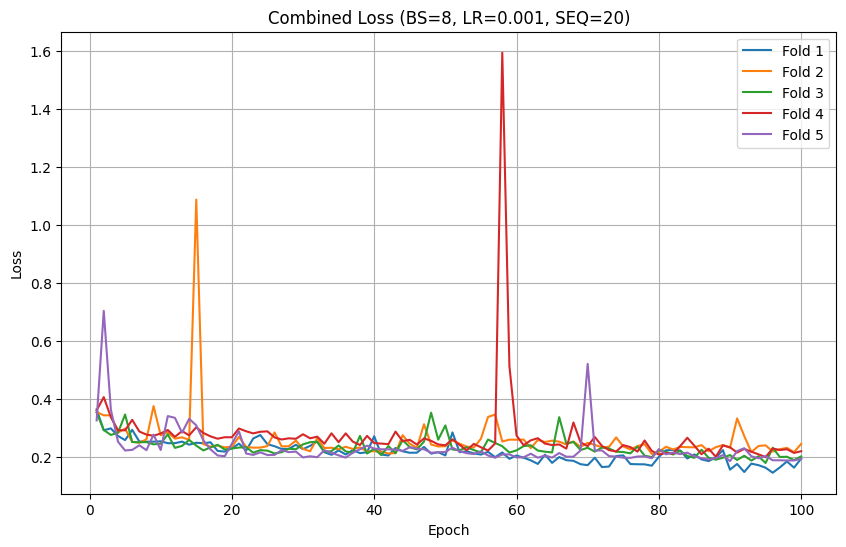 Combined Loss (BS=8, LR=0.001, SEQ=20)
Fold 1
Fold 2
Fold 3
Fold 4
Fold 5
Loss
1.6
1.4
1.2
1.0
0.8
0.6
0.4
0.2
0 20 40 60 80 100
Epoch